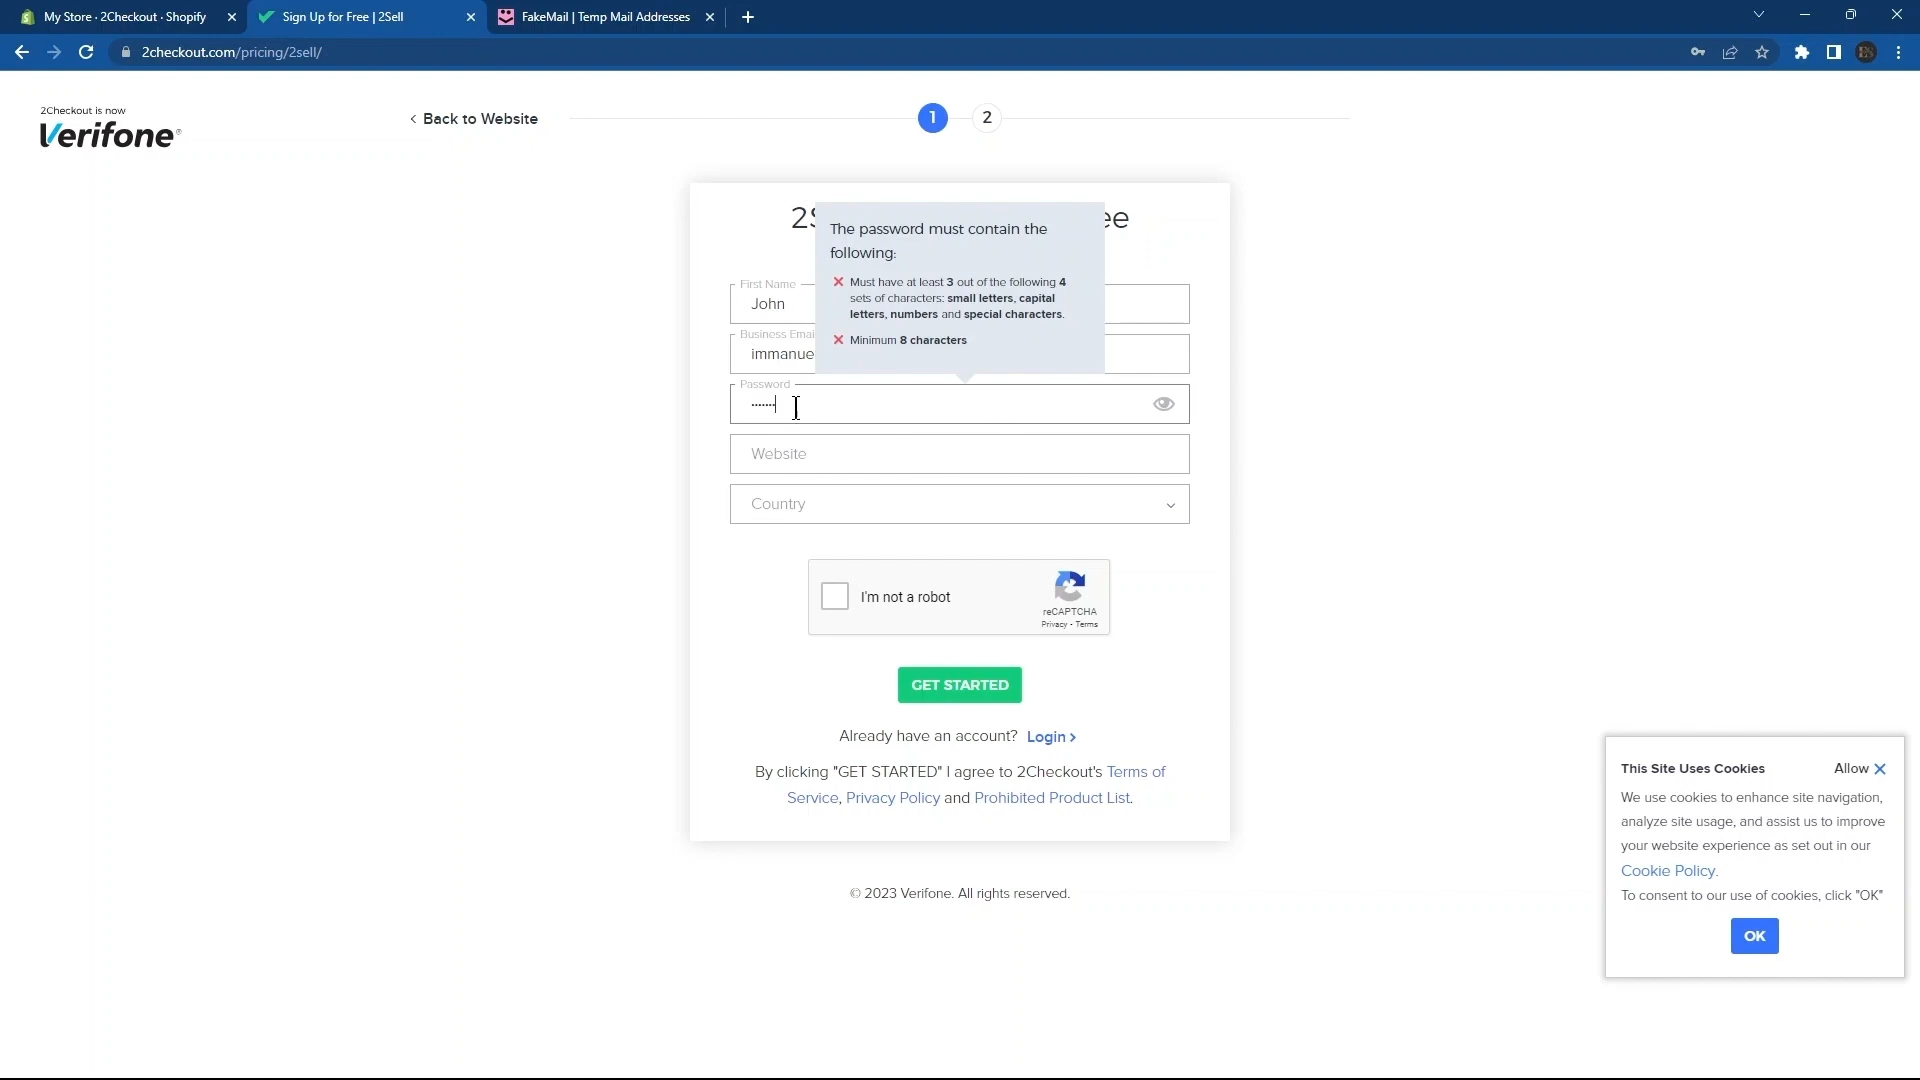 My Store · 2Checkout · Shopify
Sign Up for Free | 2Sell
FakeMail | Temp Mail Addresses
2checkout.com/pricing/2sell/
2Checkout is now
Verifone®
< Back to Website
1
2
ee
The password must contain the
following:
Must have at least 3 out of the following 4
sets of characters: small letters, capital
letters, numbers and special characters.
Minimum 8 characters
First Name
John
Business Emai
immanue
Password
·······
Website
Country
I'm not a robot
reCAPTCHA
Privacy - Terms
GET STARTED
Already have an account? Login >
By clicking "GET STARTED" I agree to 2Checkout's Terms of
Service, Privacy Policy and Prohibited Product List.
© 2023 Verifone. All rights reserved.
This Site Uses Cookies
Allow
We use cookies to enhance site navigation,
analyze site usage, and assist us to improve
your website experience as set out in our
Cookie Policy.
To consent to our use of cookies, click "OK"
OK